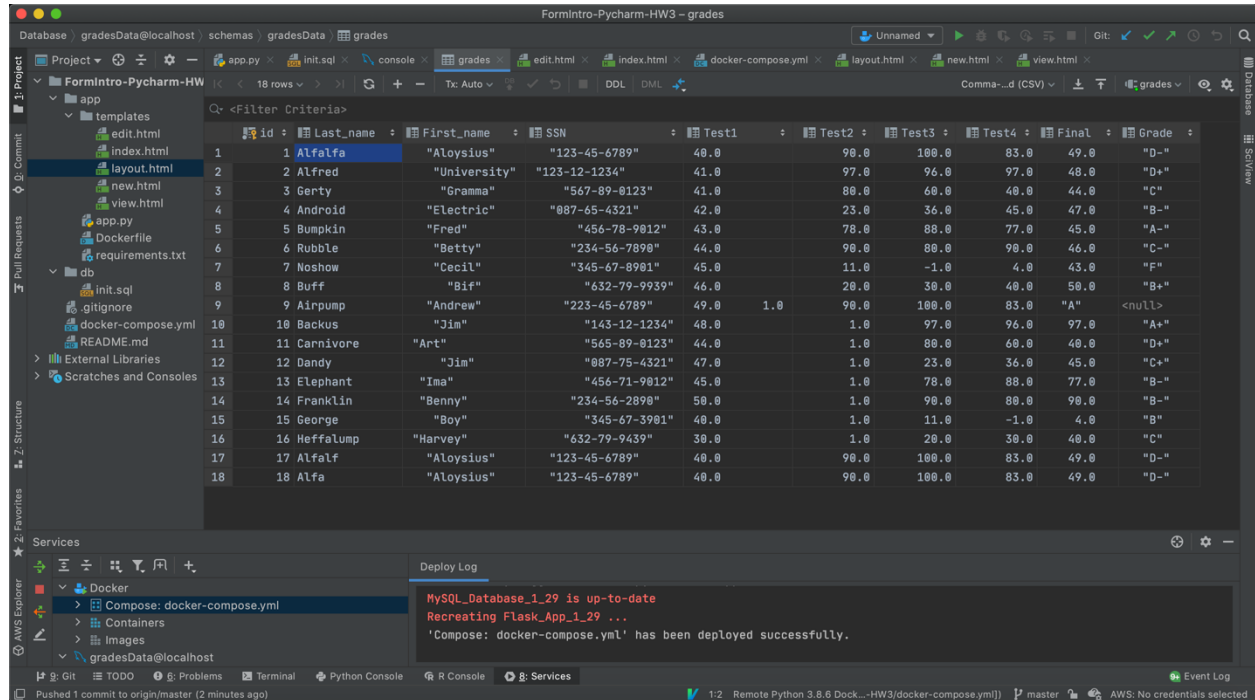 FormIntro-Pycharm-HW3 – grades
Database gradesData@localhost schemas gradesData grades Unnamed Git:
Project app.py init.sql console grades edit.html index.html docker-compose.yml layout.html new.html view.html
18 rows Tx: Auto DDL DML Comma-...d (CSV) grades
<Filter Criteria>
id Last_name First_name SSN Test1 Test2 Test3 Test4 Final Grade
1 1 Alfalfa "Aloysius" "123-45-6789" 40.0 90.0 100.0 83.0 49.0 "D-"
2 2 Alfred "University" "123-12-1234" 41.0 97.0 96.0 97.0 48.0 "D+"
3 3 Gerty "Gramma" "567-89-0123" 41.0 80.0 60.0 40.0 44.0 "C"
4 4 Android "Electric" "087-65-4321" 42.0 23.0 36.0 45.0 47.0 "B-"
5 5 Bumpkin "Fred" "456-78-9012" 43.0 78.0 88.0 77.0 45.0 "A-"
6 6 Rubble "Betty" "234-56-7890" 44.0 90.0 80.0 90.0 46.0 "C-"
7 7 Noshow "Cecil" "345-67-8901" 45.0 11.0 -1.0 4.0 43.0 "F"
8 8 Buff "Bif" "632-79-9939" 46.0 20.0 30.0 40.0 50.0 "B+"
9 9 Airpump "Andrew" "223-45-6789" 49.0 1.0 90.0 100.0 83.0 "A" <null>
10 10 Backus "Jim" "143-12-1234" 48.0 1.0 97.0 96.0 97.0 "A+"
11 11 Carnivore "Art" "565-89-0123" 44.0 1.0 80.0 60.0 40.0 "D+"
12 12 Dandy "Jim" "087-75-4321" 47.0 1.0 23.0 36.0 45.0 "C+"
13 13 Elephant "Ima" "456-71-9012" 45.0 1.0 78.0 88.0 77.0 "B-"
14 14 Franklin "Benny" "234-56-2890" 50.0 1.0 90.0 80.0 90.0 "B-"
15 15 George "Boy" "345-67-3901" 40.0 1.0 11.0 -1.0 4.0 "B"
16 16 Heffalump "Harvey" "632-79-9439" 30.0 1.0 20.0 30.0 40.0 "C"
17 17 Alfalf "Aloysius" "123-45-6789" 40.0 90.0 100.0 83.0 49.0 "D-"
18 18 Alfa "Aloysius" "123-45-6789" 40.0 90.0 100.0 83.0 49.0 "D-"
FormIntro-Pycharm-HW
app
templates
edit.html
index.html
layout.html
new.html
view.html
app.py
Dockerfile
requirements.txt
db
init.sql
.gitignore
docker-compose.yml
README.md
External Libraries
Scratches and Consoles
1: Project
0: Commit
Pull Requests
Z: Structure
2: Favorites
AWS Explorer
Database
SciView
Services
Deploy Log
Docker
Compose: docker-compose.yml
Containers
Images
gradesData@localhost
MySQL_Database_1_29 is up-to-date
Recreating Flask_App_1_29 ...
'Compose: docker-compose.yml' has been deployed successfully.
9: Git TODO 6: Problems Terminal Python Console R Console 8: Services Event Log
Pushed 1 commit to origin/master (2 minutes ago) 1:2 Remote Python 3.8.6 Dock...-HW3/docker-compose.yml]) master AWS: No credentials selected